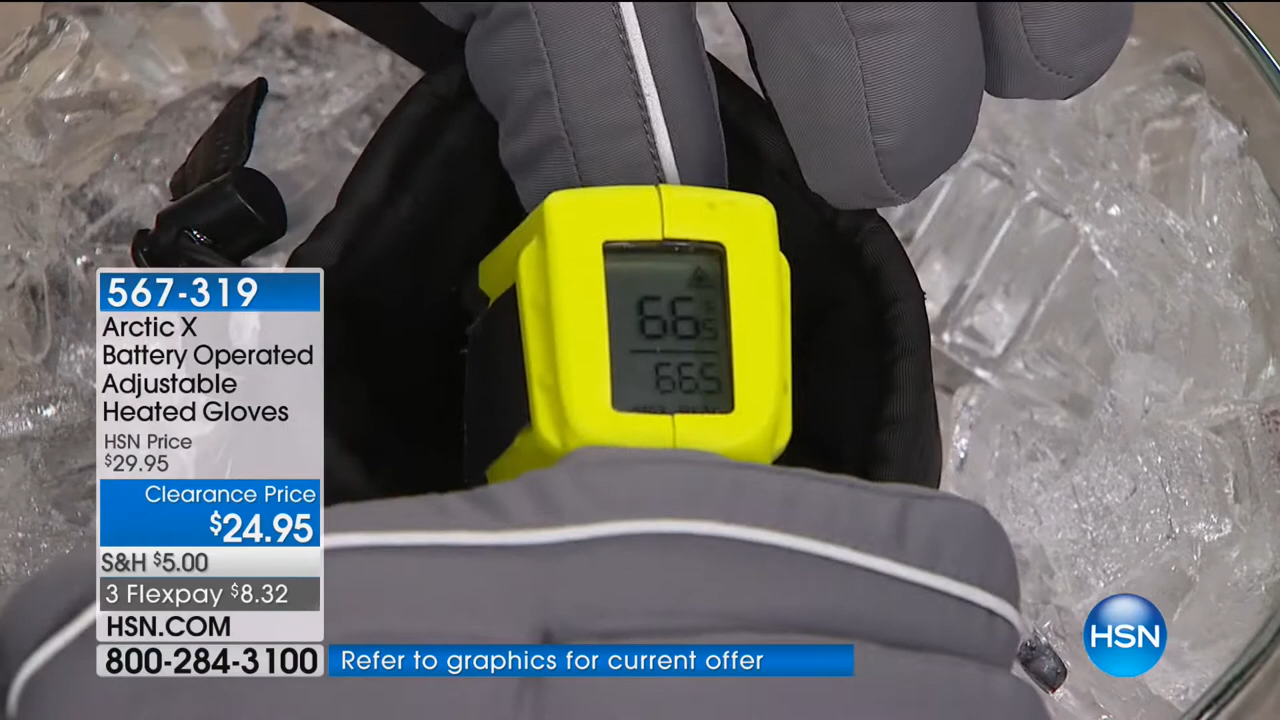 567-319
Arctic X
Battery Operated
Adjustable
Heated Gloves
HSN Price
$29.95
Clearance Price
$24.95
S&H $5.00
3 Flexpay $8.32
HSN.COM
800-284-3100
Refer to graphics for current offer
66.5
66.5
HSN